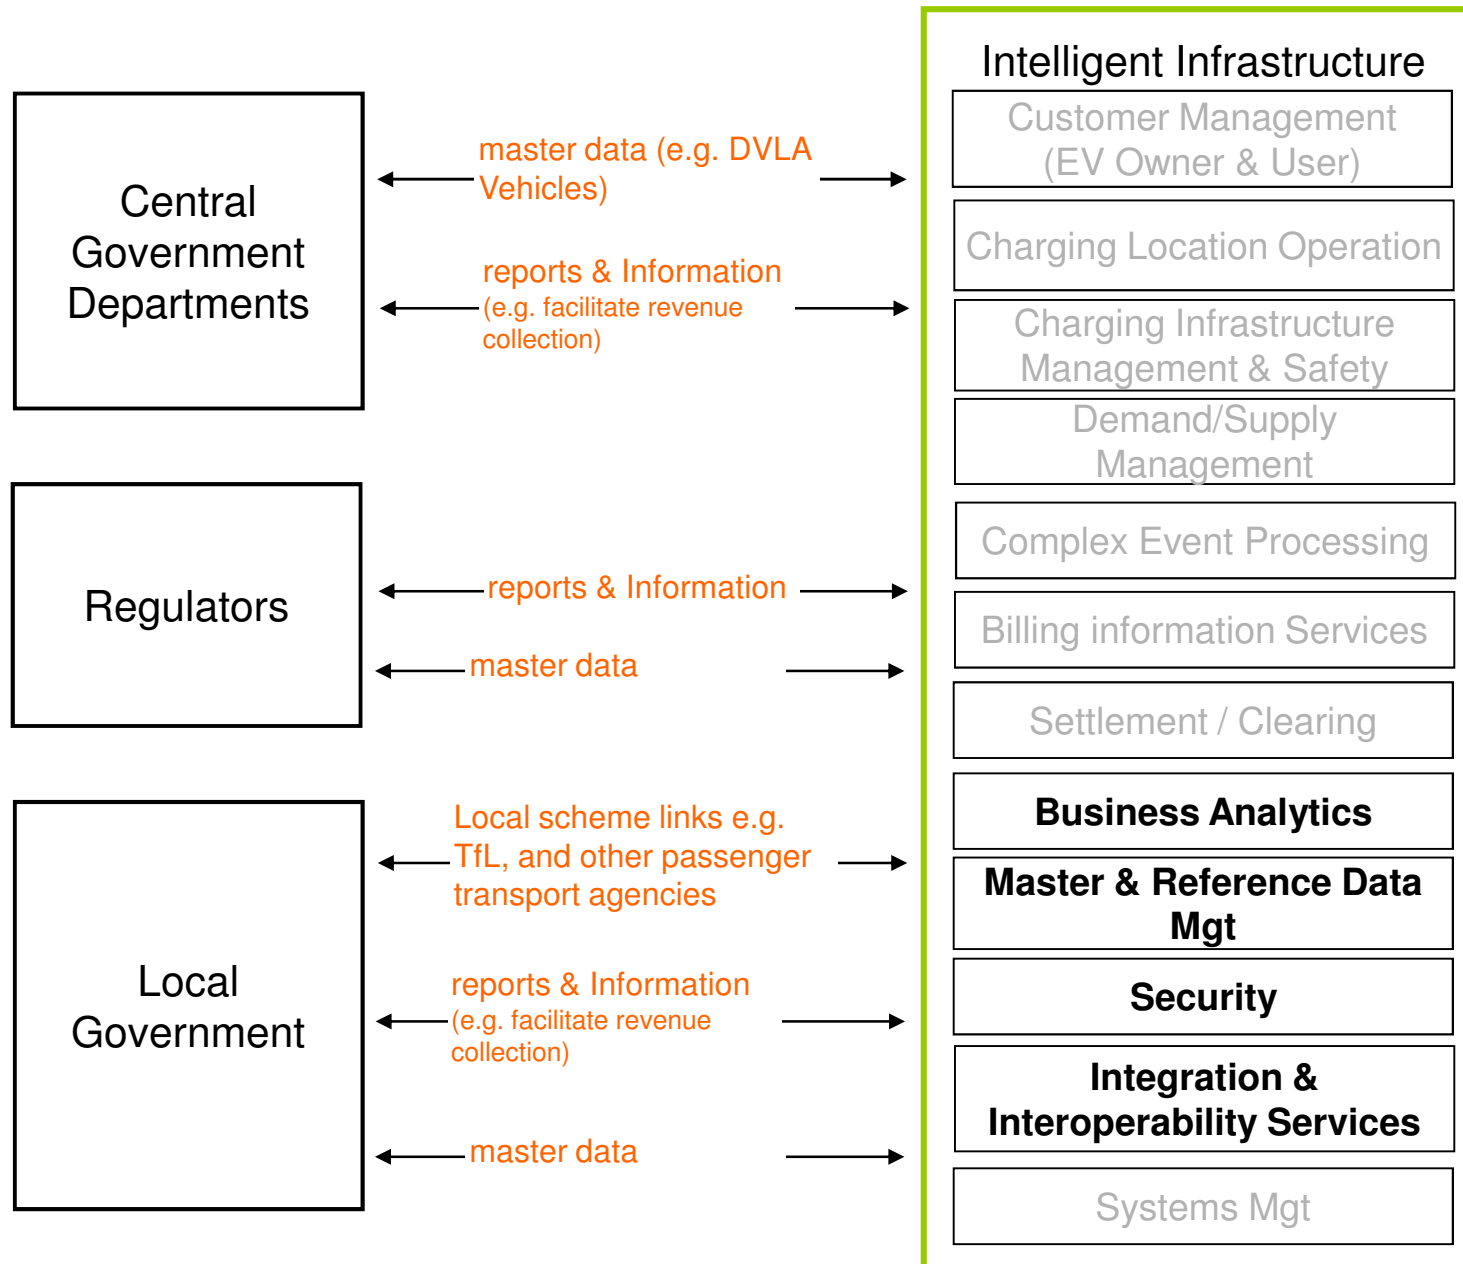 Central
Government
Departments
master data (e.g. DVLA
Vehicles)
reports & Information
(e.g. facilitate revenue
collection)
Regulators
reports & Information
master data
Local
Government
Local scheme links e.g.
TfL, and other passenger
transport agencies
reports & Information
(e.g. facilitate revenue
collection)
master data
Intelligent Infrastructure
Customer Management
(EV Owner & User)
Charging Location Operation
Charging Infrastructure
Management & Safety
Demand/Supply
Management
Complex Event Processing
Billing information Services
Settlement / Clearing
Business Analytics
Master & Reference Data
Mgt
Security
Integration &
Interoperability Services
Systems Mgt